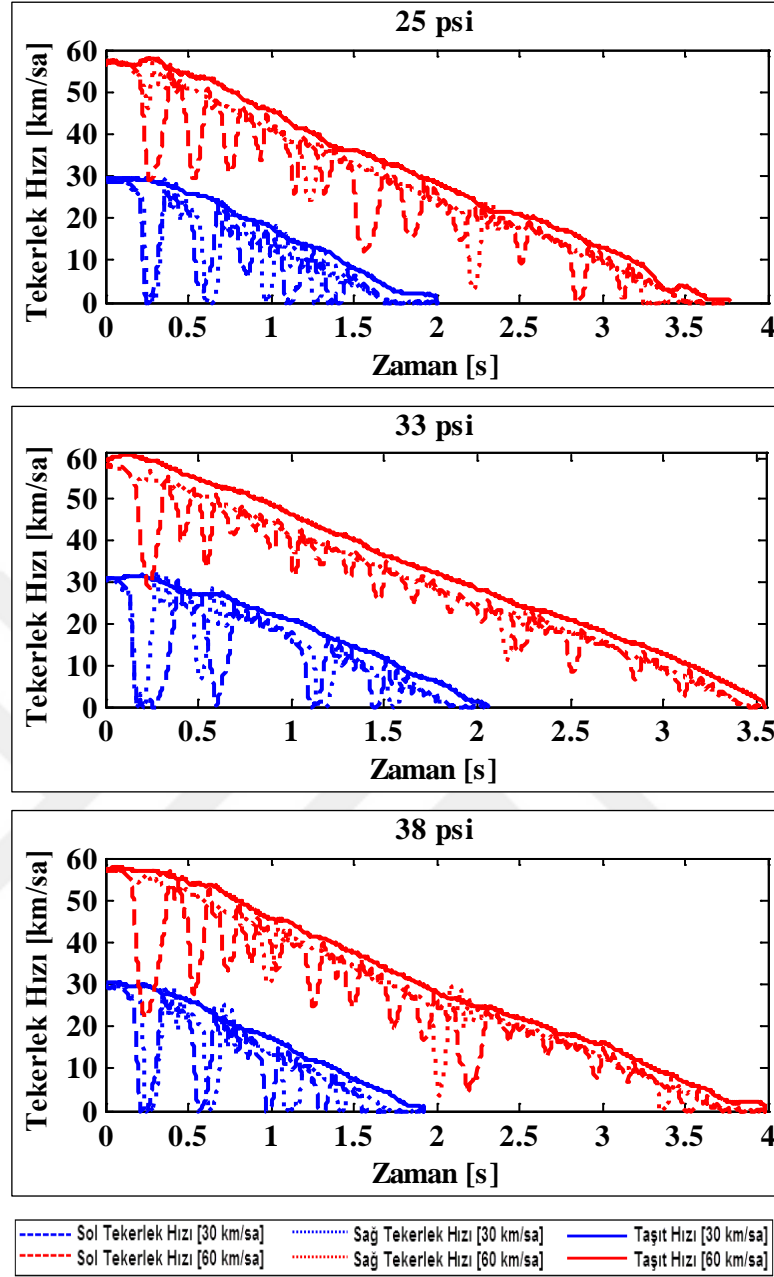 25 psi
Tekerlek Hızı [km/sa]
60
50
40
30
20
10
0
0 0.5 1 1.5 2 2.5 3 3.5 4
Zaman [s]
33 psi
Tekerlek Hızı [km/sa]
60
50
40
30
20
10
0
0 0.5 1 1.5 2 2.5 3 3.5
Zaman [s]
38 psi
Tekerlek Hızı [km/sa]
60
50
40
30
20
10
0
0 0.5 1 1.5 2 2.5 3 3.5 4
Zaman [s]
Sol Tekerlek Hızı [30 km/sa] Sağ Tekerlek Hızı [30 km/sa] Taşıt Hızı [30 km/sa]
Sol Tekerlek Hızı [60 km/sa] Sağ Tekerlek Hızı [60 km/sa] Taşıt Hızı [60 km/sa]